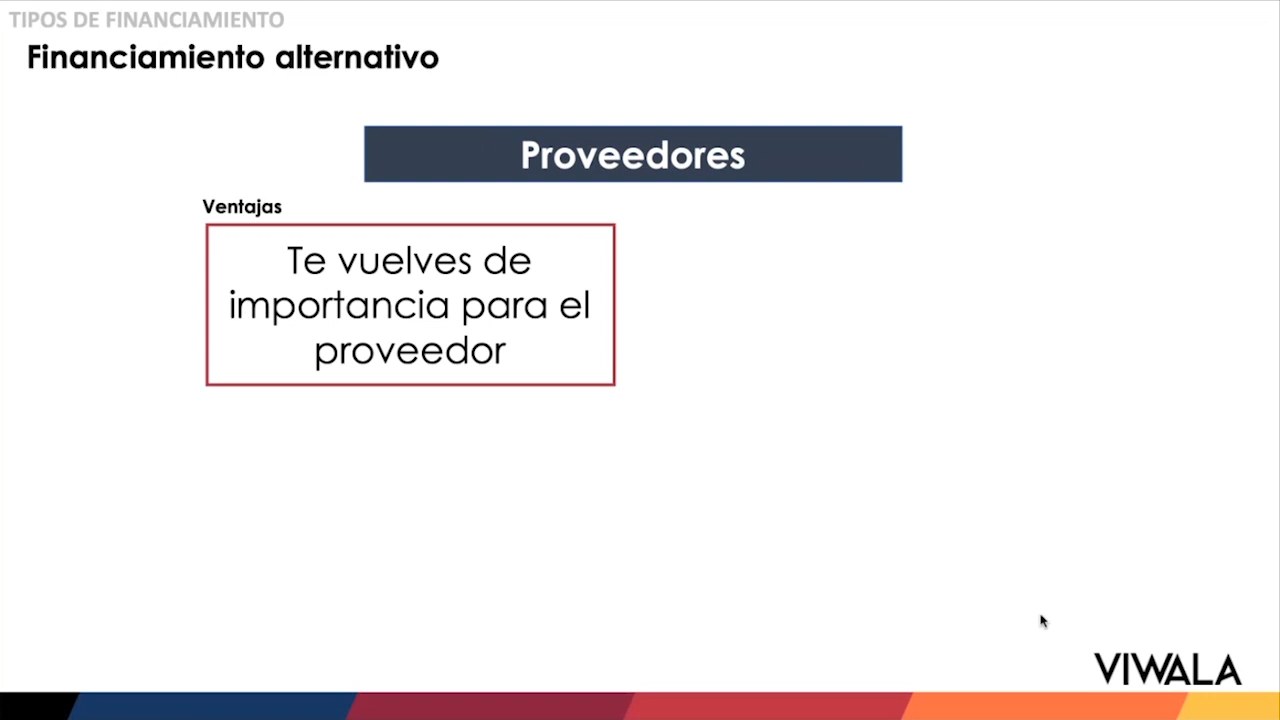 TIPOS DE FINANCIAMIENTO
Financiamiento alternativo
Proveedores
Ventajas
Te vuelves de
importancia para el
proveedor
VIWALA